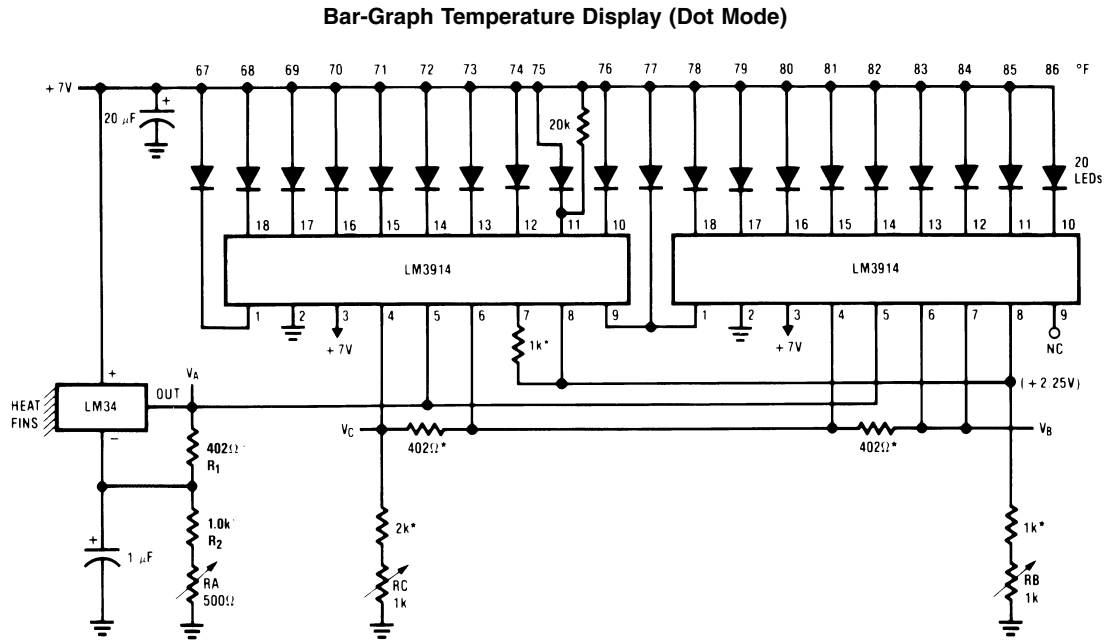 Bar-Graph Temperature Display (Dot Mode)
67 68 69 70 71 72 73 74 75 76 77 78 79 80 81 82 83 84 85 86 °F
+ 7V
+
20 µF
20k
20
LEDs
18 17 16 15 14 13 12 11 10 18 17 16 15 14 13 12 11 10
LM3914 LM3914
1 2 3 4 5 6 7 8 9 1 2 3 4 5 6 7 8 9
+ 7V
1k*
+ 7V
NC
VA
+
OUT
(+ 2.25V)
HEAT
FINS
LM34
−
VC
402Ω*
402Ω*
VB
402Ω
R1
1.0k
R2
2k*
1k*
+
1 µF
RA
500Ω
RC
1k
RB
1k